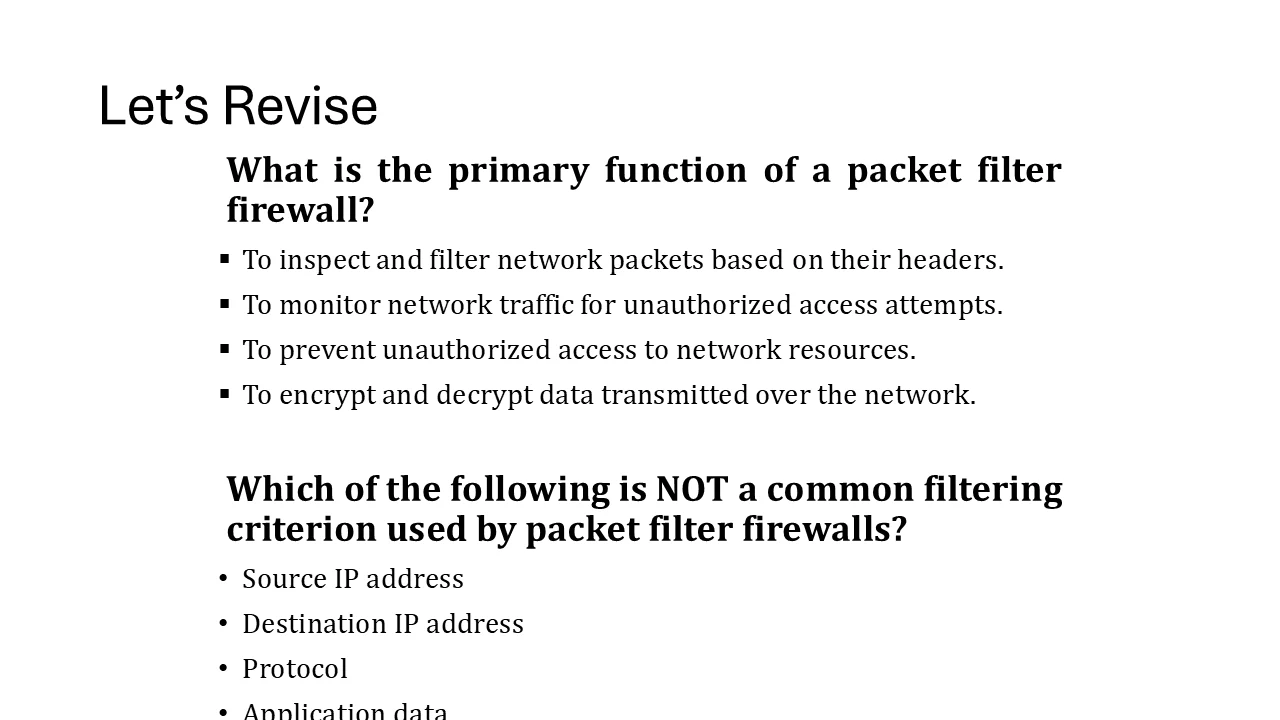 Let’s Revise
What is the primary function of a packet filter
firewall?
▪ To inspect and filter network packets based on their headers.
▪ To monitor network traffic for unauthorized access attempts.
▪ To prevent unauthorized access to network resources.
▪ To encrypt and decrypt data transmitted over the network.
Which of the following is NOT a common filtering
criterion used by packet filter firewalls?
• Source IP address
• Destination IP address
• Protocol
• Application data